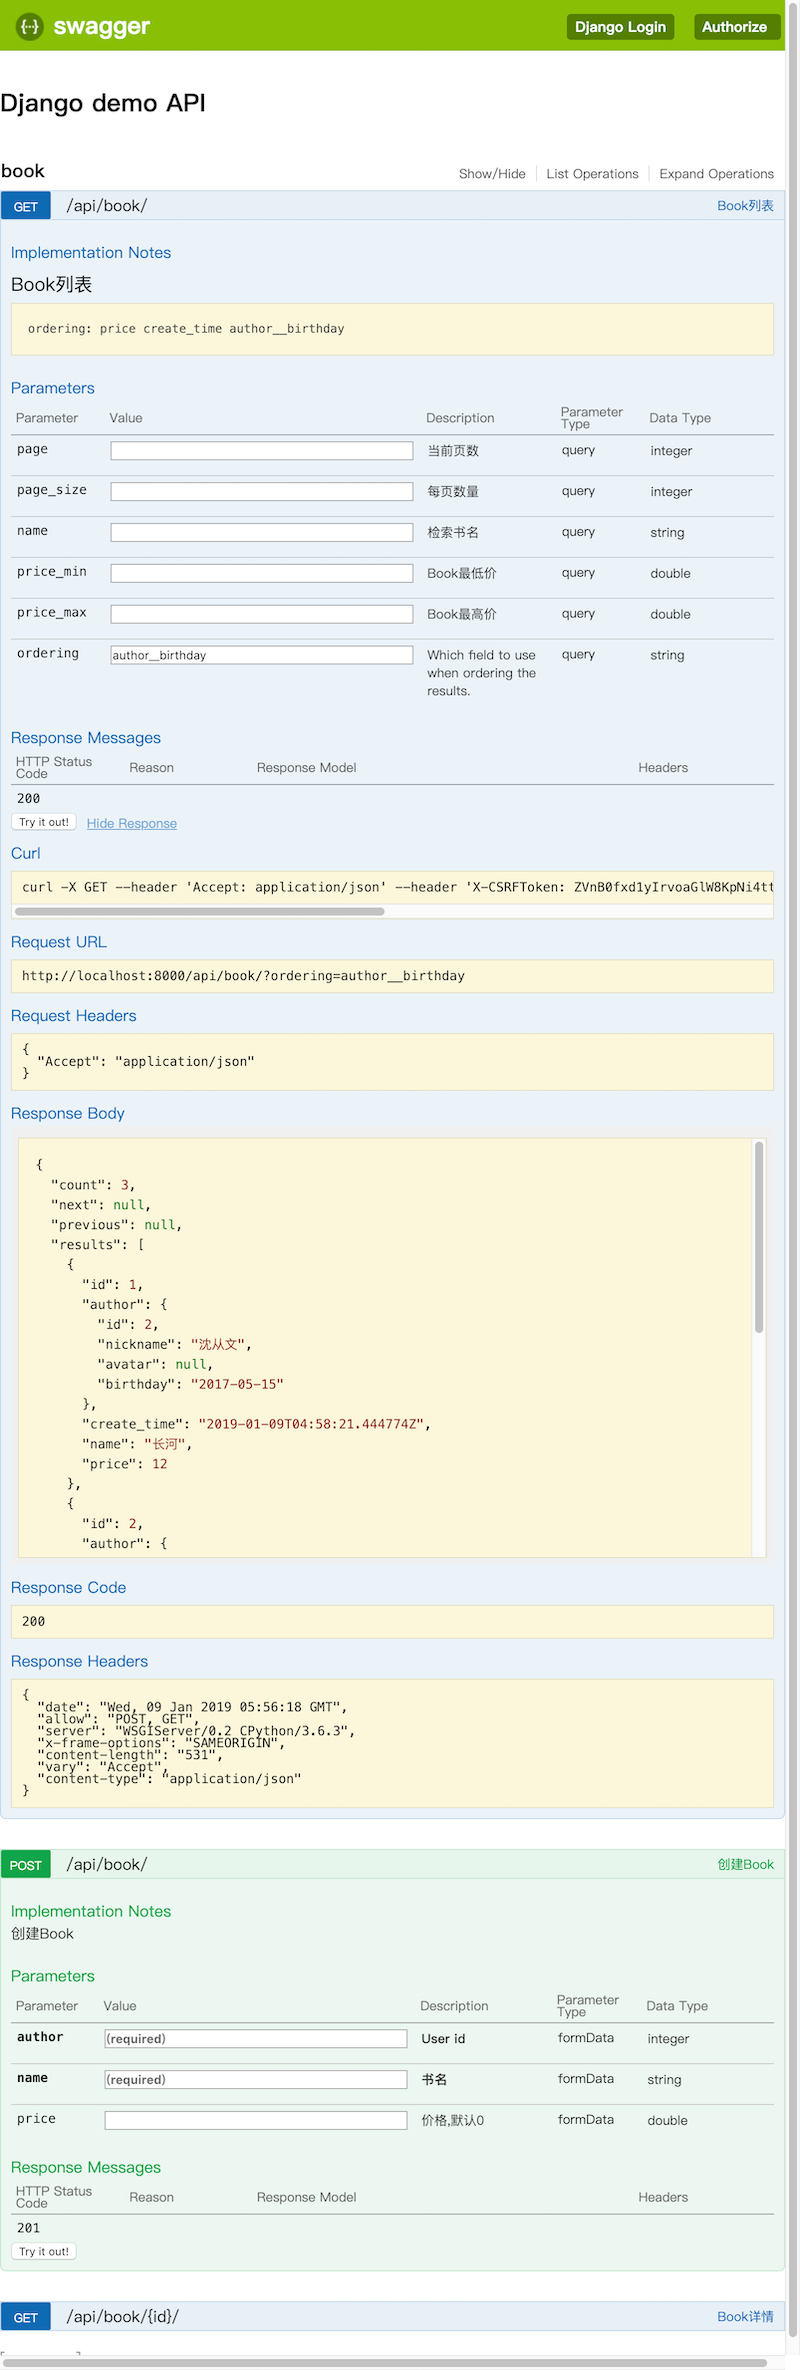 swagger
Django Login
Authorize
Django demo API
book
Show/Hide
List Operations
Expand Operations
GET /api/book/ Book列表
Implementation Notes
Book列表
ordering: price create_time author__birthday
Parameters
Parameter Value Description Parameter Type Data Type
page 当前页数 query integer
page_size 每页数量 query integer
name 检索书名 query string
price_min Book最低价 query double
price_max Book最高价 query double
ordering author__birthday Which field to use when ordering the results. query string
Response Messages
HTTP Status Code Reason Response Model Headers
200
Try it out! Hide Response
Curl
curl -X GET --header 'Accept: application/json' --header 'X-CSRFToken: ZVnB0fxd1yIrvoaGlW8KpNi4tt
Request URL
http://localhost:8000/api/book/?ordering=author__birthday
Request Headers
{
"Accept": "application/json"
}
Response Body
{
"count": 3,
"next": null,
"previous": null,
"results": [
{
"id": 1,
"author": {
"id": 2,
"nickname": "沈从文",
"avatar": null,
"birthday": "2017-05-15"
},
"create_time": "2019-01-09T04:58:21.444774Z",
"name": "长河",
"price": 12
},
{
"id": 2,
"author": {
Response Code
200
Response Headers
{
"date": "Wed, 09 Jan 2019 05:56:18 GMT",
"allow": "POST, GET",
"server": "WSGIServer/0.2 CPython/3.6.3",
"x-frame-options": "SAMEORIGIN",
"content-length": "531",
"vary": "Accept",
"content-type": "application/json"
}
POST /api/book/ 创建Book
Implementation Notes
创建Book
Parameters
Parameter Value Description Parameter Type Data Type
author (required) User id formData integer
name (required) 书名 formData string
price 价格,默认0 formData double
Response Messages
HTTP Status Code Reason Response Model Headers
201
Try it out!
GET /api/book/{id}/ Book详情